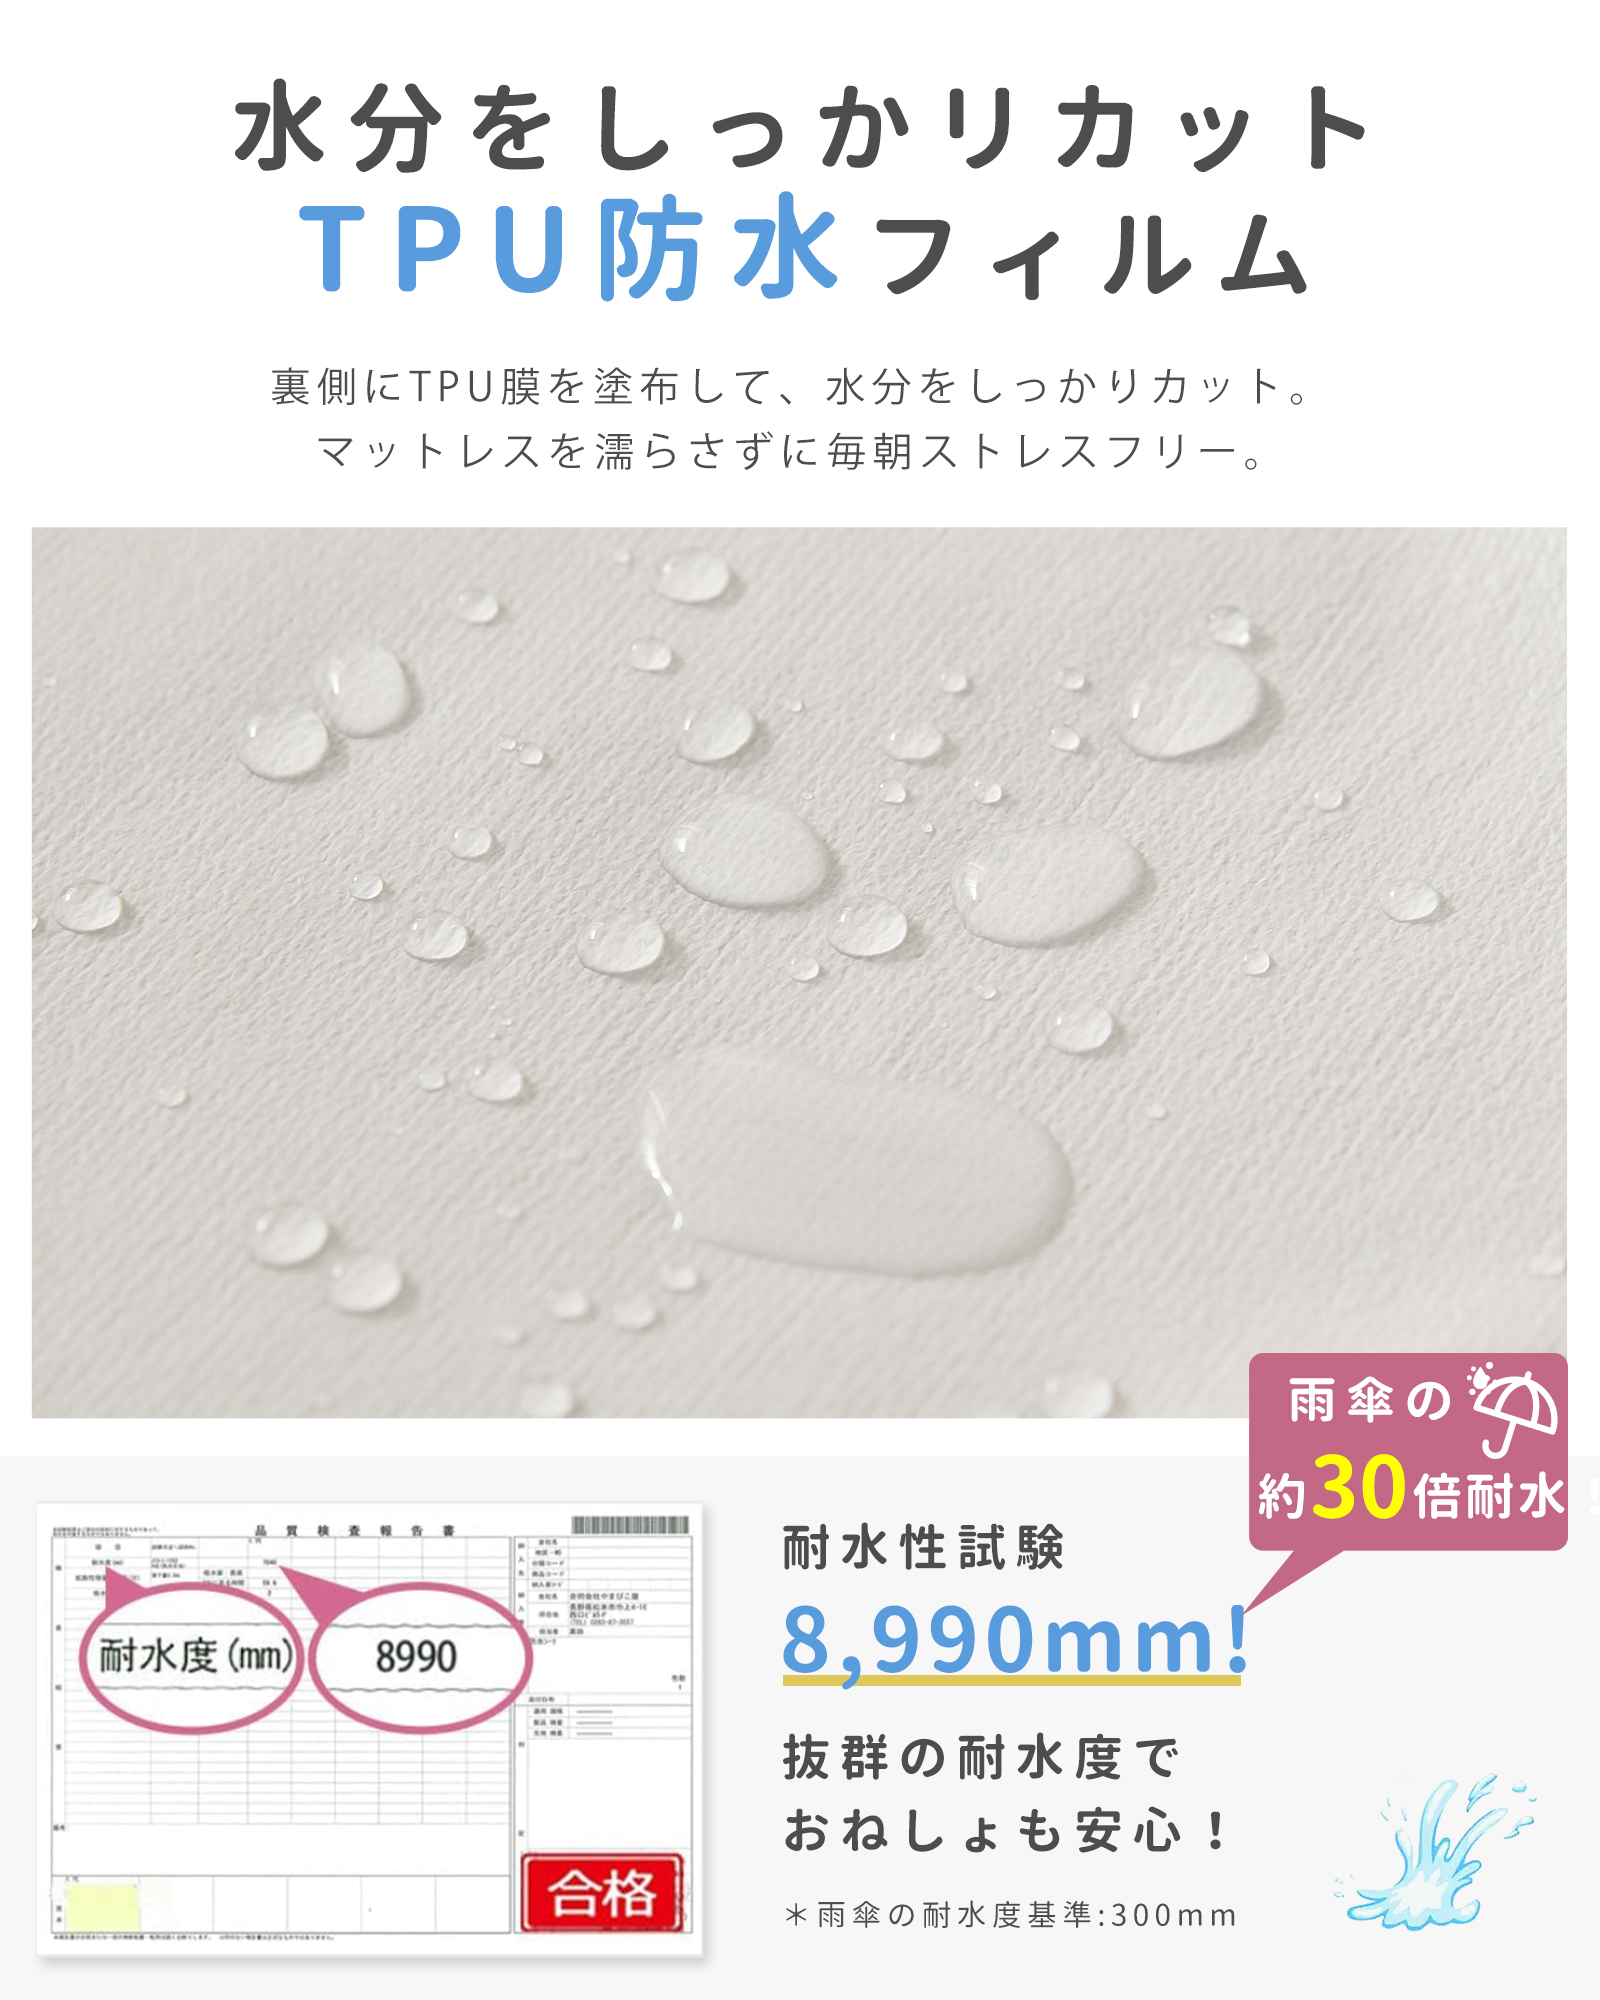 水分をしっかりカット
TPU防水フィルム
裏側にTPU膜を塗布して、水分をしっかりカット。
マットレスを濡らさずに毎朝ストレスフリー。
雨傘の
約30倍耐水！
品質検査報告書
耐水度(mm)
8990
合格
耐水性試験
8,990mm!
抜群の耐水度で
おねしょも安心！
＊雨傘の耐水度基準:300mm